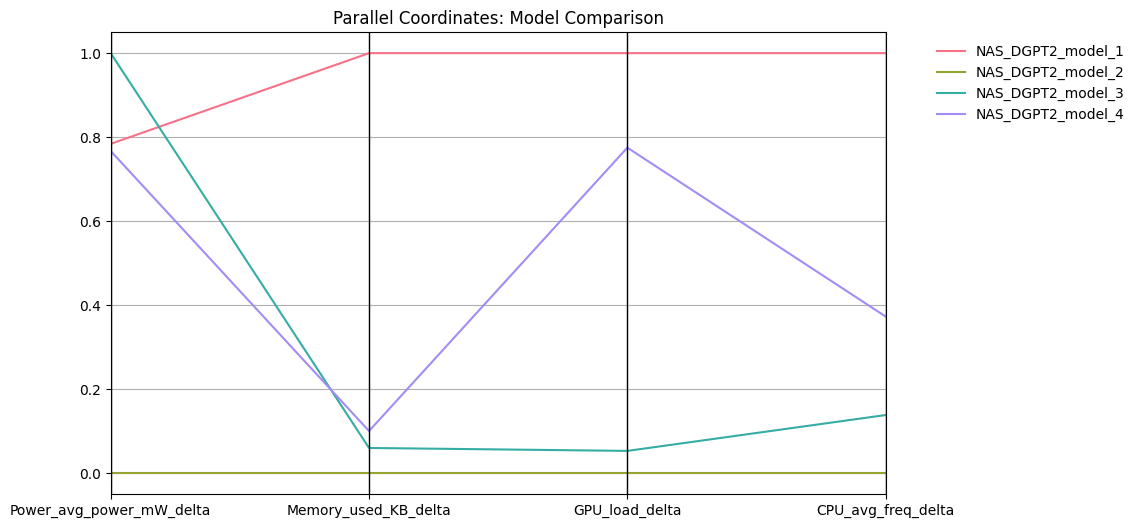 Parallel Coordinates: Model Comparison
1.0
0.8
0.6
0.4
0.2
0.0
Power_avg_power_mW_delta
Memory_used_KB_delta
GPU_load_delta
CPU_avg_freq_delta
NAS_DGPT2_model_1
NAS_DGPT2_model_2
NAS_DGPT2_model_3
NAS_DGPT2_model_4